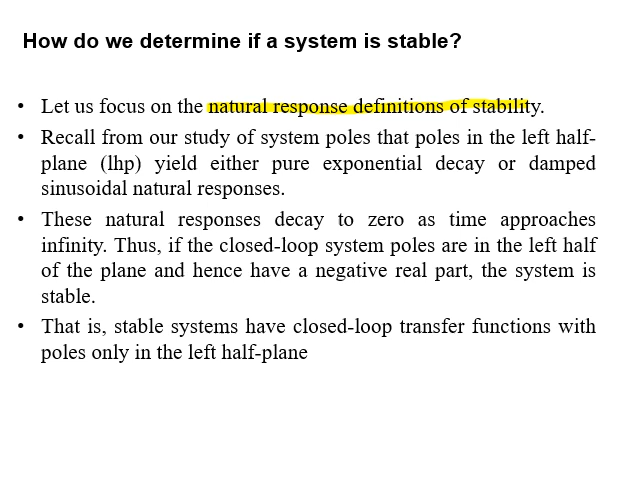 How do we determine if a system is stable?
• Let us focus on the natural response definitions of stability.
• Recall from our study of system poles that poles in the left half-
plane (lhp) yield either pure exponential decay or damped
sinusoidal natural responses.
• These natural responses decay to zero as time approaches
infinity. Thus, if the closed-loop system poles are in the left half
of the plane and hence have a negative real part, the system is
stable.
• That is, stable systems have closed-loop transfer functions with
poles only in the left half-plane